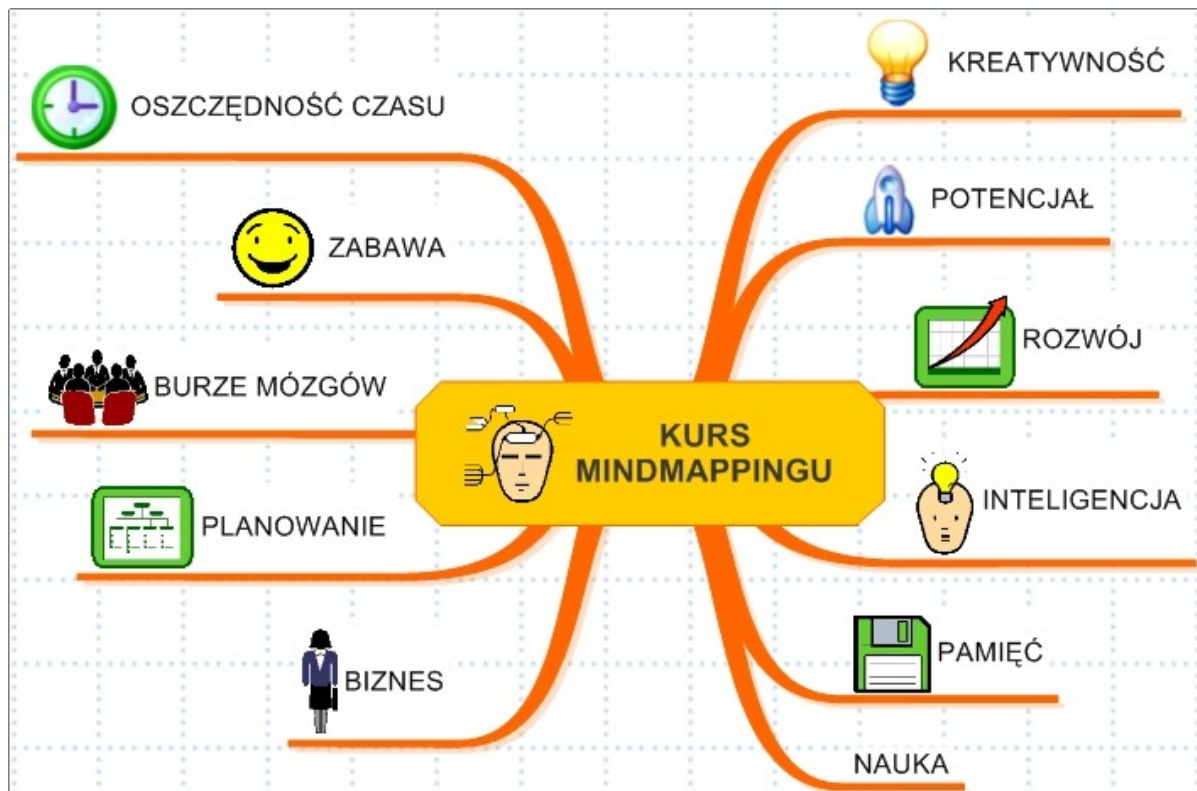 KURS
MINDMAPPINGU
KREATYWNOŚĆ
POTENCJAŁ
ROZWÓJ
INTELIGENCJA
PAMIĘĆ
NAUKA
OSZCZĘDNOŚĆ CZASU
ZABAWA
BURZE MÓZGÓW
PLANOWANIE
BIZNES